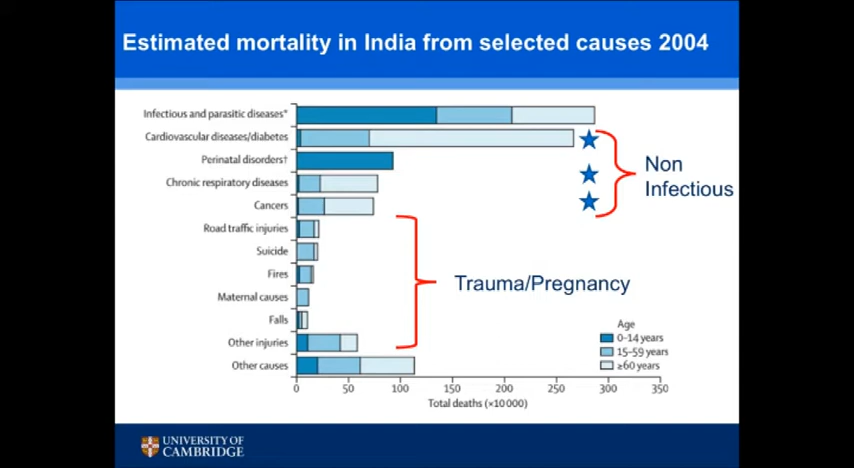 Estimated mortality in India from selected causes 2004
Infectious and parasitic diseases*
Cardiovascular diseases/diabetes
Perinatal disorders†
Chronic respiratory diseases
Cancers
Road traffic injuries
Suicide
Fires
Maternal causes
Falls
Other injuries
Other causes
Non
Infectious
Trauma/Pregnancy
Age
0–14 years
15–59 years
≥60 years
0 50 100 150 200 250 300 350
Total deaths (×10 000)
UNIVERSITY OF
CAMBRIDGE